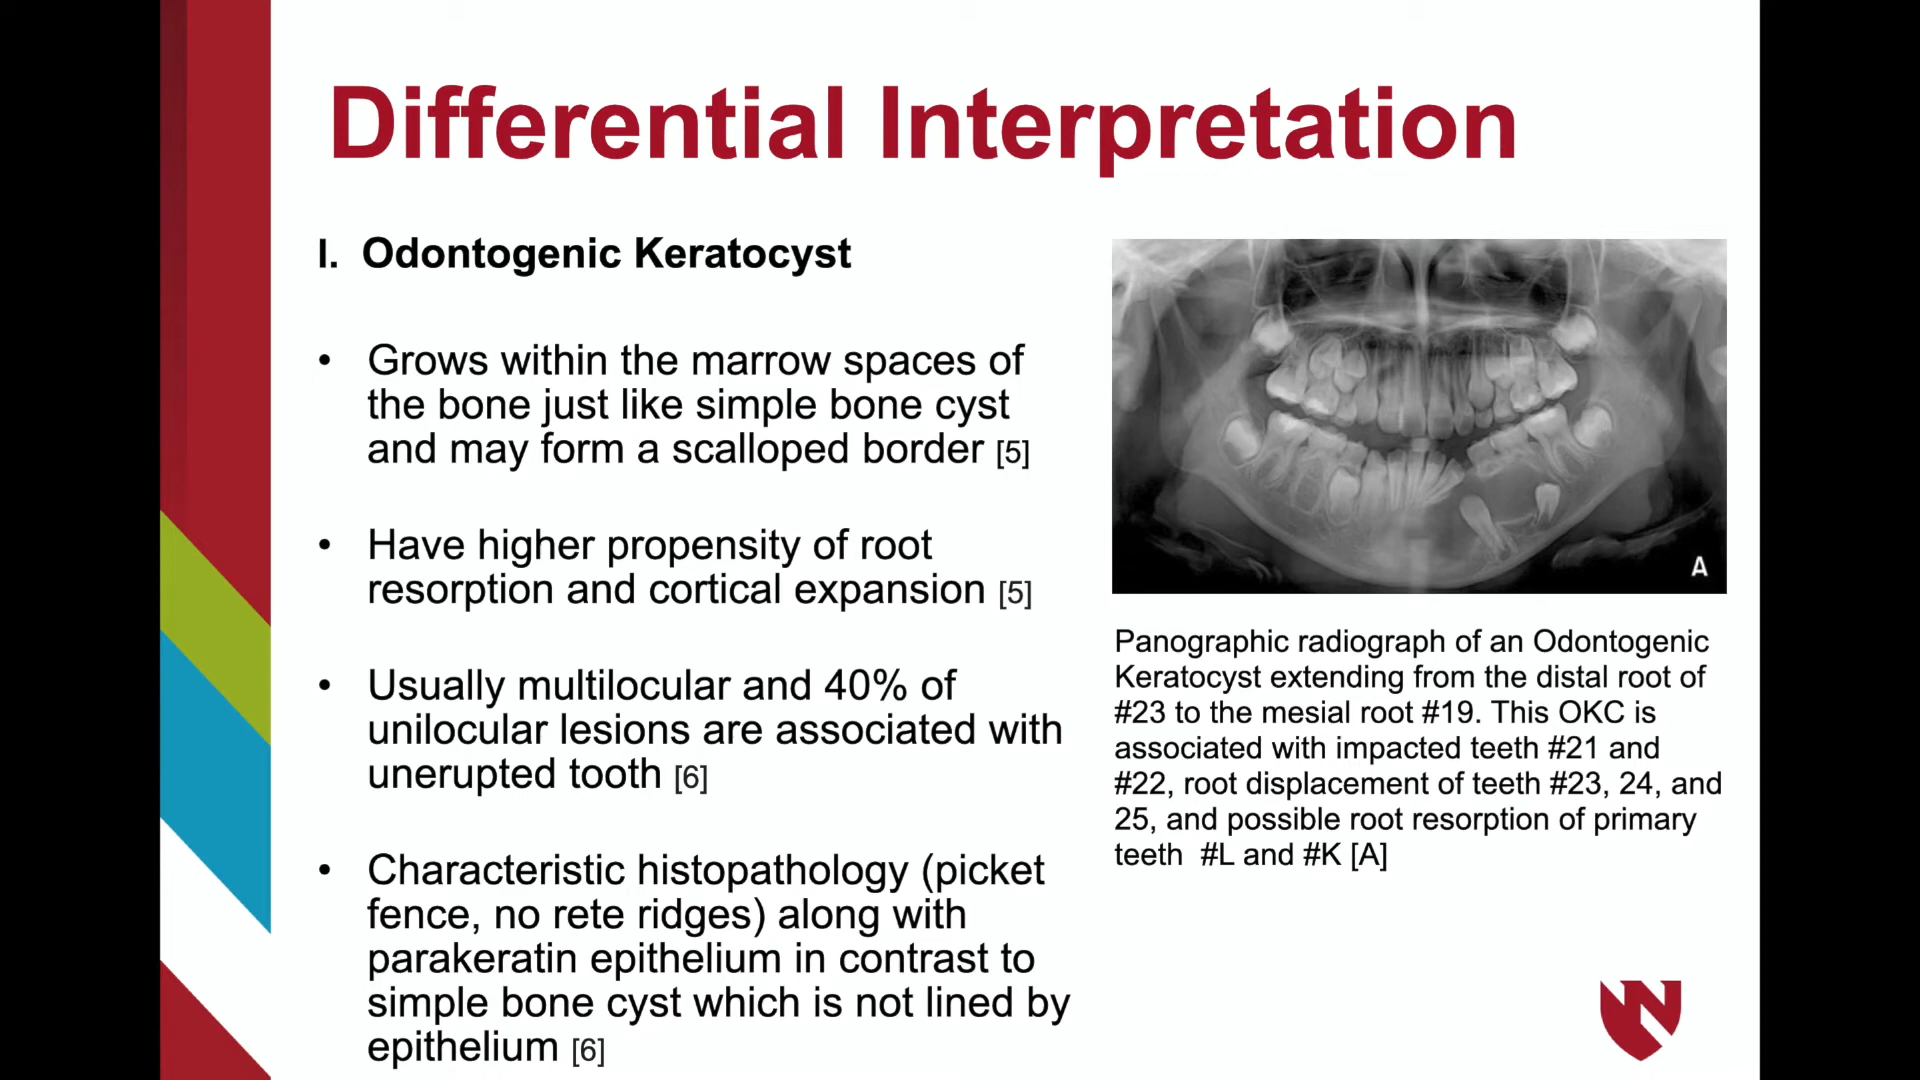 Differential Interpretation
I. Odontogenic Keratocyst
• Grows within the marrow spaces of
the bone just like simple bone cyst
and may form a scalloped border [5]
• Have higher propensity of root
resorption and cortical expansion [5]
• Usually multilocular and 40% of
unilocular lesions are associated with
unerupted tooth [6]
• Characteristic histopathology (picket
fence, no rete ridges) along with
parakeratin epithelium in contrast to
simple bone cyst which is not lined by
epithelium [6]
A
Panographic radiograph of an Odontogenic
Keratocyst extending from the distal root of
#23 to the mesial root #19. This OKC is
associated with impacted teeth #21 and
#22, root displacement of teeth #23, 24, and
25, and possible root resorption of primary
teeth #L and #K [A]
N